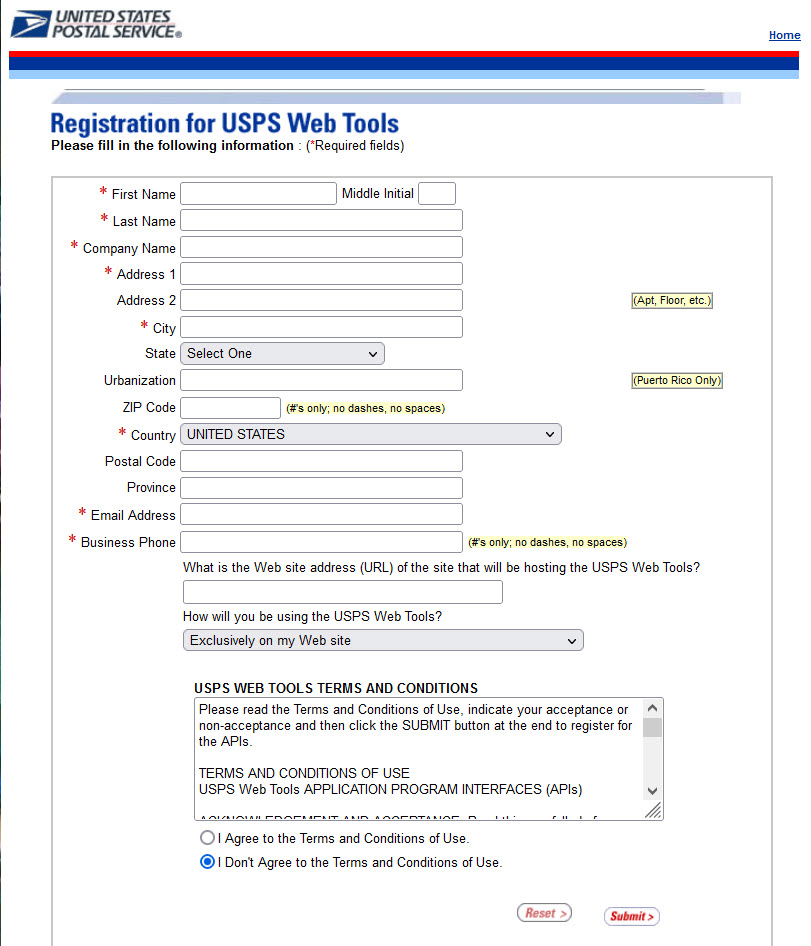 UNITED STATES
POSTAL SERVICE®
Home
Registration for USPS Web Tools
Please fill in the following information : (*Required fields)
* First Name Middle Initial
* Last Name
* Company Name
* Address 1
Address 2 (Apt, Floor, etc.)
* City
State Select One
Urbanization (Puerto Rico Only)
ZIP Code (#'s only; no dashes, no spaces)
* Country UNITED STATES
Postal Code
Province
* Email Address
* Business Phone (#'s only; no dashes, no spaces)
What is the Web site address (URL) of the site that will be hosting the USPS Web Tools?
How will you be using the USPS Web Tools?
Exclusively on my Web site
USPS WEB TOOLS TERMS AND CONDITIONS
Please read the Terms and Conditions of Use, indicate your acceptance or
non-acceptance and then click the SUBMIT button at the end to register for
the APIs.
TERMS AND CONDITIONS OF USE
USPS Web Tools APPLICATION PROGRAM INTERFACES (APIs)
ACKNOWLEDGEMENT AND ACCEPTANCE
I Agree to the Terms and Conditions of Use.
I Don't Agree to the Terms and Conditions of Use.
Reset >
Submit >